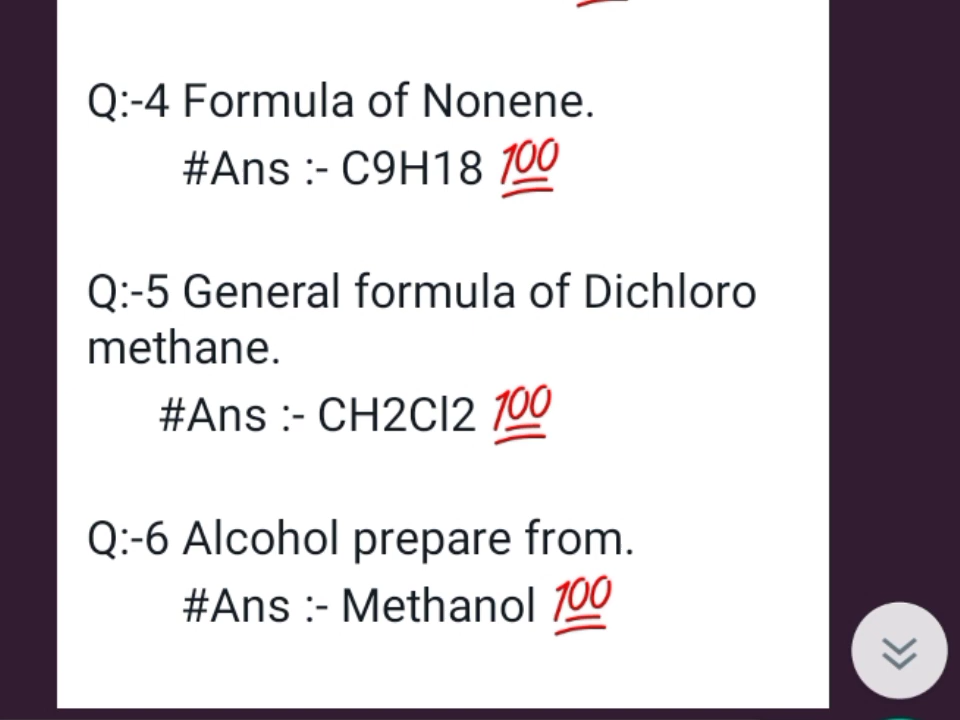 Q:-4 Formula of Nonene.
#Ans :- C9H18 💯
Q:-5 General formula of Dichloro
methane.
#Ans :- CH2Cl2 💯
Q:-6 Alcohol prepare from.
#Ans :- Methanol 💯